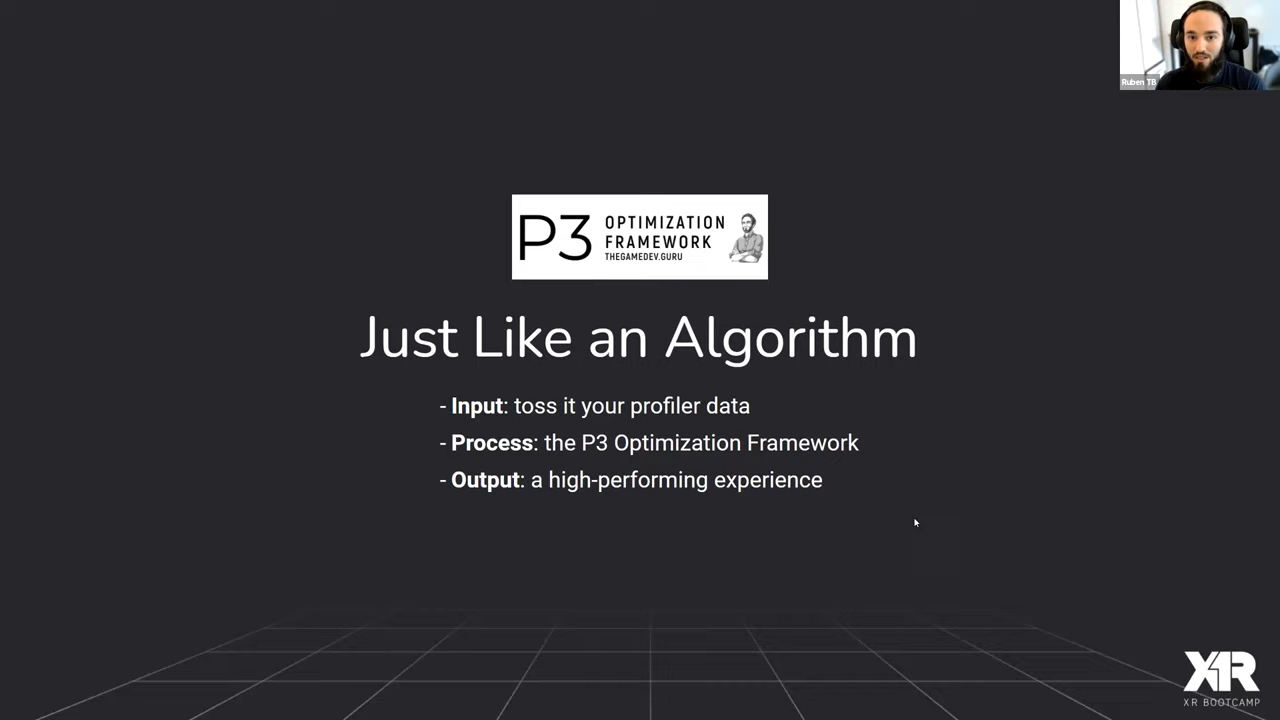 Ruben TB
P3
OPTIMIZATION
FRAMEWORK
THEGAMEDEV.GURU
Just Like an Algorithm
- Input: toss it your profiler data
- Process: the P3 Optimization Framework
- Output: a high-performing experience
XR
XR BOOTCAMP